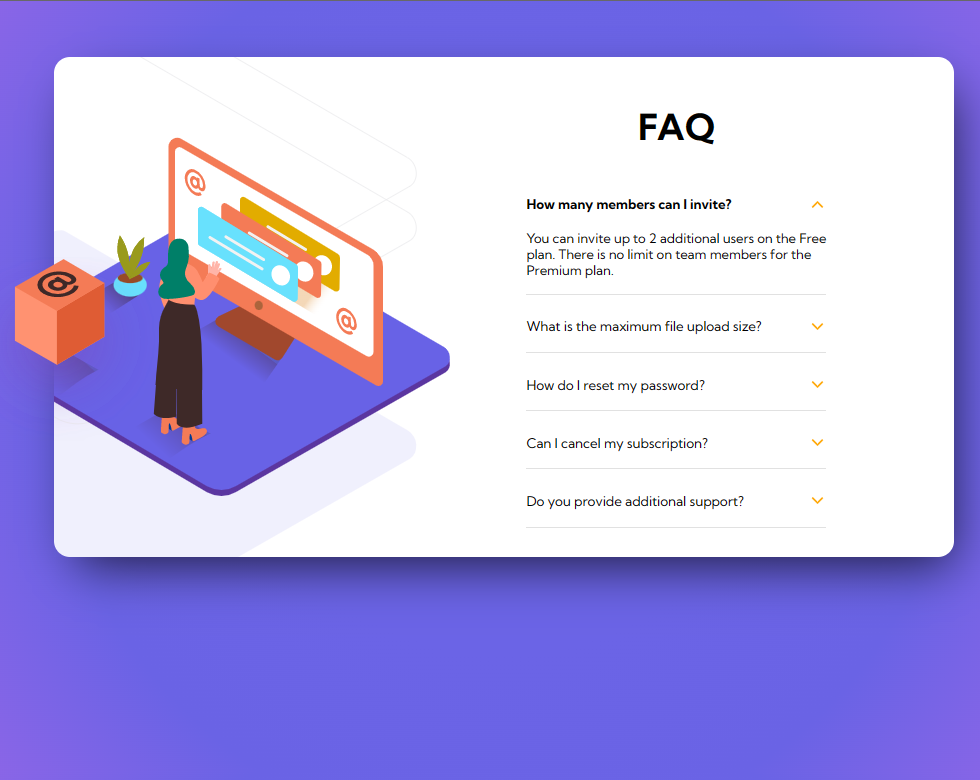 FAQ
How many members can I invite?
You can invite up to 2 additional users on the Free
plan. There is no limit on team members for the
Premium plan.
What is the maximum file upload size?
How do I reset my password?
Can I cancel my subscription?
Do you provide additional support?
@
@
@